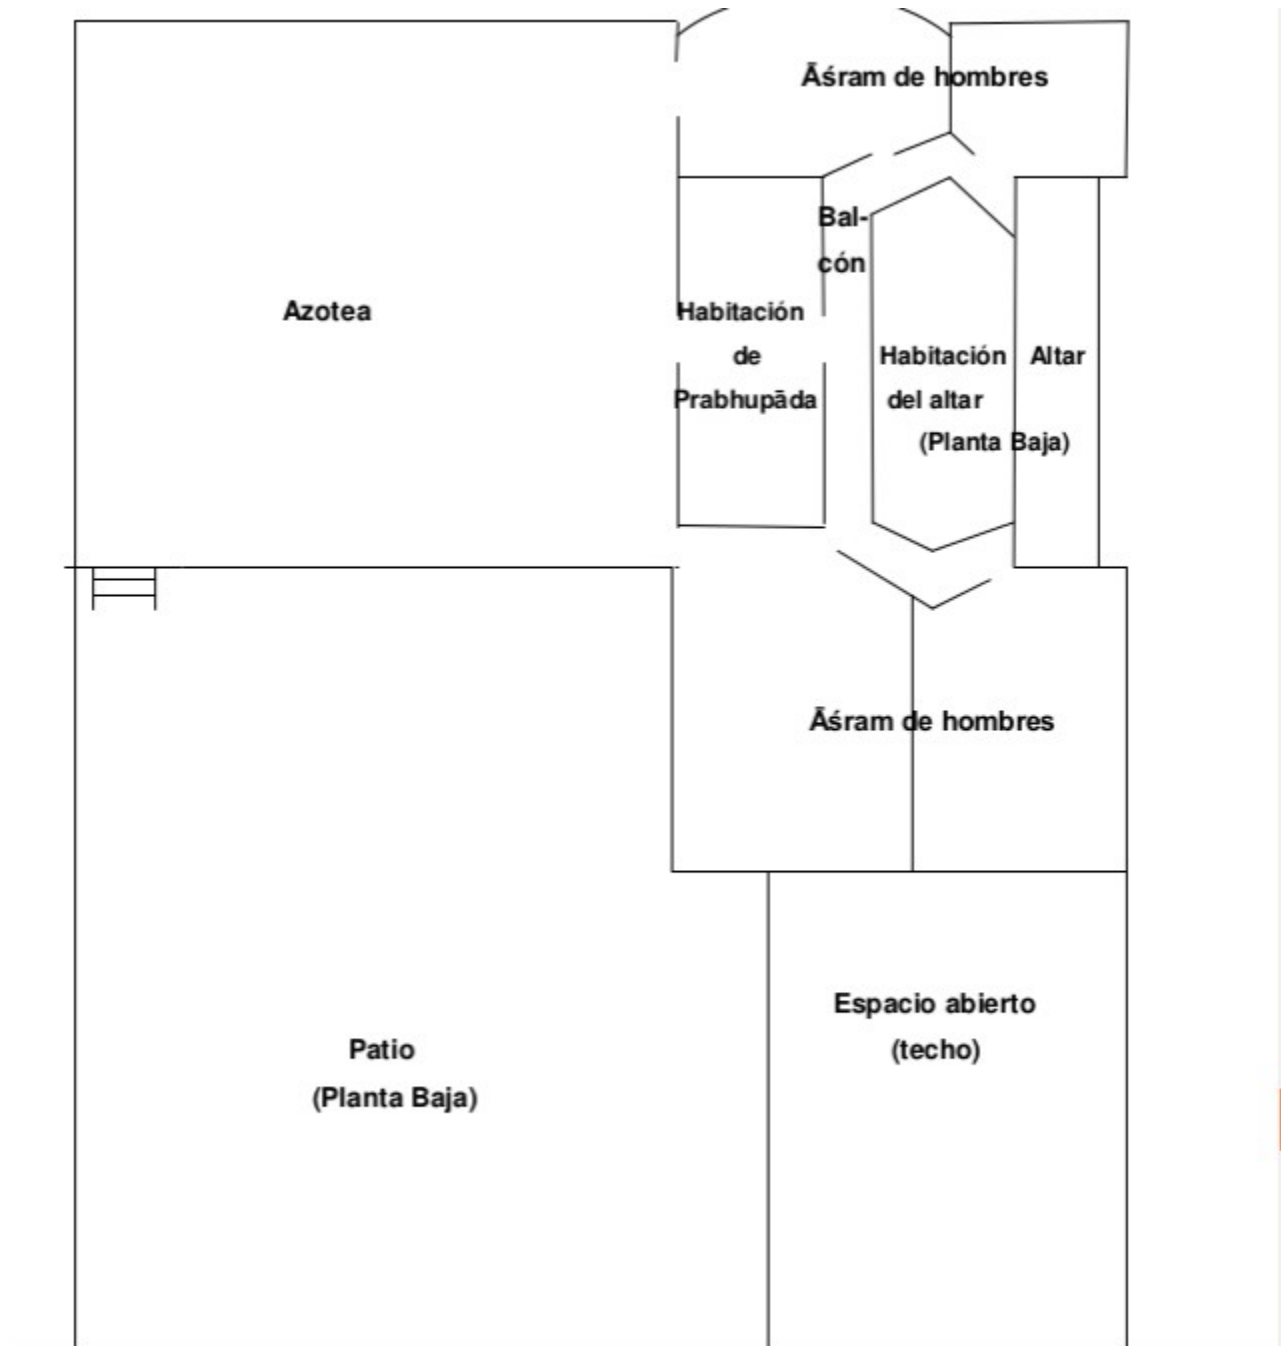 Āśram de hombres
Bal-
cón
Azotea
Habitación
de
Prabhupāda
Habitación
del altar
(Planta Baja)
Altar
Āśram de hombres
Espacio abierto
(techo)
Patio
(Planta Baja)